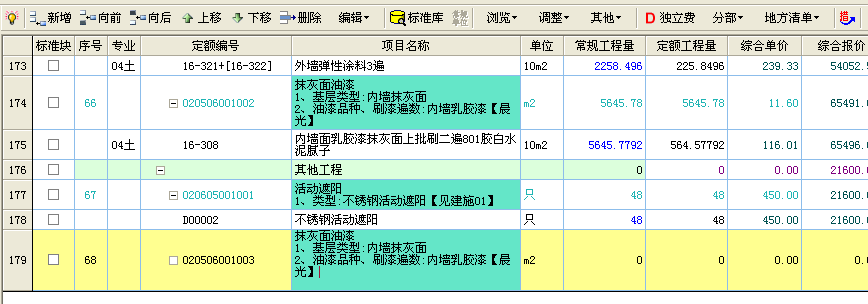 新增 向前 向后 上移 下移 删除 编辑 标准库 常规单位 浏览 调整 其他 D 独立费 分部 地方清单 造
标准块 序号 专业 定额编号 项目名称 单位 常规工程量 定额工程量 综合单价 综合报价
173 04土 16-321+[16-322] 外墙弹性涂料3遍 10m2 2258.496 225.8496 239.33 54052.5
抹灰面油漆
174 66 020506001002 1、基层类型:内墙抹灰面 m2 5645.78 5645.78 11.60 65491.0
2、油漆品种、刷漆遍数:内墙乳胶漆【晨
光】
175 04土 16-308 内墙面乳胶漆抹灰面上批刷二遍801胶白水 10m2 5645.7792 564.57792 116.01 65496.0
泥腻子
176 其他工程 0 0 0.00 21600.0
活动遮阳
177 67 020605001001 1、类型:不锈钢活动遮阳【见建施01】 只 48 48 450.00 21600.0
178 D00002 不锈钢活动遮阳 只 48 48 450.00 21600.0
抹灰面油漆
179 68 020506001003 1、基层类型:内墙抹灰面 m2 0 0 0.00 0.0
2、油漆品种、刷漆遍数:内墙乳胶漆【晨
光】